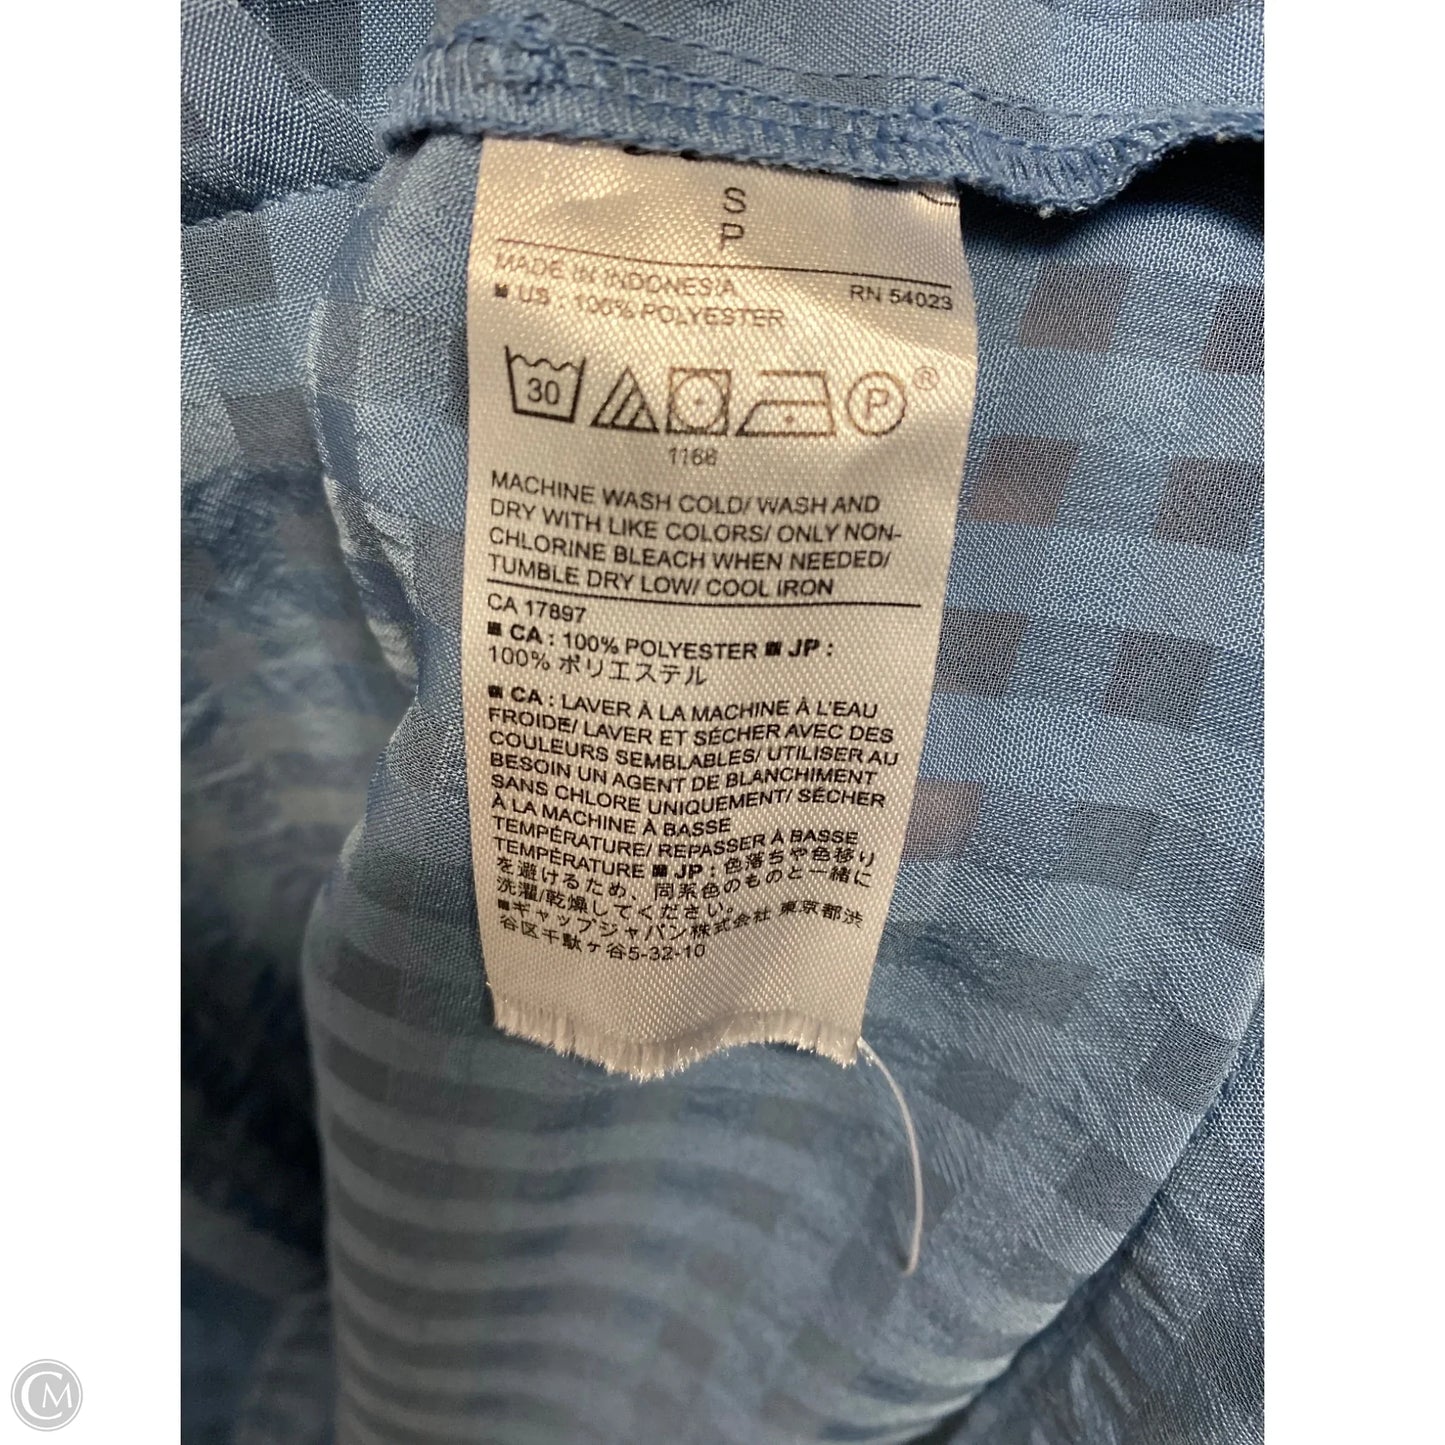 S
P
MADE IN INDONESIA
RN 54023
US : 100% POLYESTER
30
P ®
1166
MACHINE WASH COLD/ WASH AND
DRY WITH LIKE COLORS/ ONLY NON-
CHLORINE BLEACH WHEN NEEDED/
TUMBLE DRY LOW/ COOL IRON
CA 17897
CA : 100% POLYESTER JP :
100% ポリエステル
CA : LAVER À LA MACHINE À L'EAU
FROIDE/ LAVER ET SÉCHER AVEC DES
COULEURS SEMBLABLES/ UTILISER AU
BESOIN UN AGENT DE BLANCHIMENT
SANS CHLORE UNIQUEMENT/ SÉCHER
À LA MACHINE À BASSE
TEMPÉRATURE/ REPASSER À BASSE
TEMPÉRATURE JP : 色落ちや色移り
を避けるため、同系色のものと一緒に
洗濯/乾燥してください。
■ギャップジャパン株式会社 東京都渋
谷区千駄ヶ谷5-32-10
CM